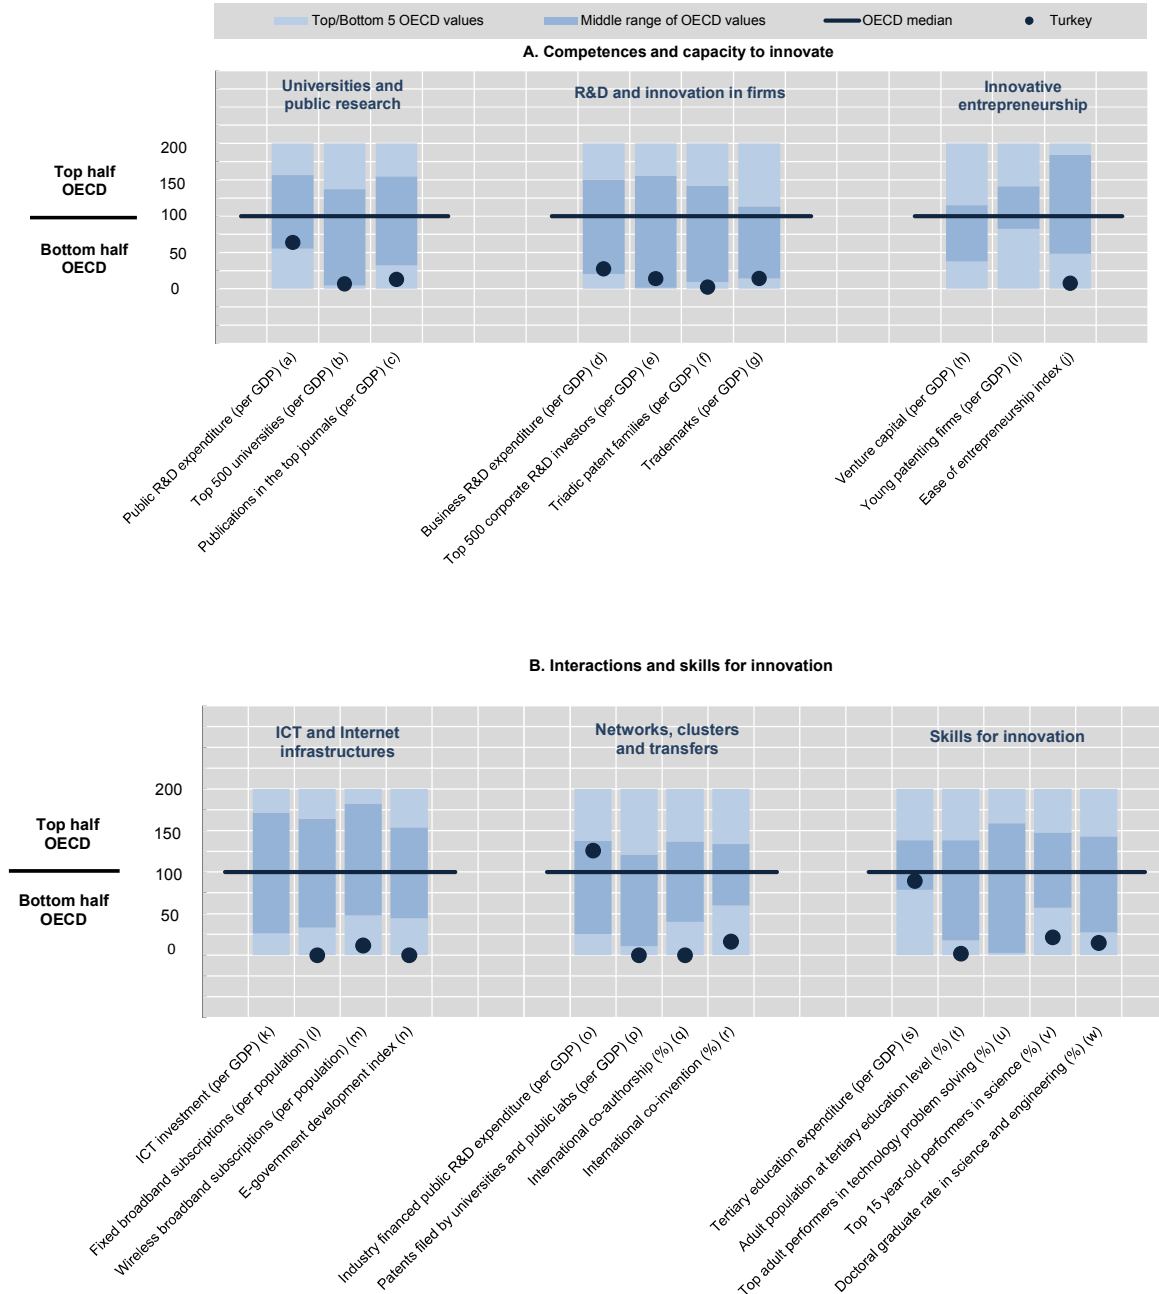 Top/Bottom 5 OECD values
Middle range of OECD values
OECD median
Turkey
A. Competences and capacity to innovate
Universities and
public research
R&D and innovation in firms
Innovative
entrepreneurship
200
150
100
50
0
Top half
OECD
Bottom half
OECD
Public R&D expenditure (per GDP) (a)
Top 500 universities (per GDP) (b)
Publications in the top journals (per GDP) (c)
Business R&D expenditure (per GDP) (d)
Top 500 corporate R&D investors (per GDP) (e)
Triadic patent families (per GDP) (f)
Trademarks (per GDP) (g)
Venture capital (per GDP) (h)
Young patenting firms (per GDP) (i)
Ease of entrepreneurship index (j)
B. Interactions and skills for innovation
ICT and Internet
infrastructures
Networks, clusters
and transfers
Skills for innovation
200
150
100
50
0
Top half
OECD
Bottom half
OECD
ICT investment (per GDP) (k)
Fixed broadband subscriptions (per population) (l)
Wireless broadband subscriptions (per population) (m)
E-government development index (n)
Industry financed public R&D expenditure (per GDP) (o)
Patents filed by universities and public labs (per GDP) (p)
International co-authorship (%) (q)
International co-invention (%) (r)
Tertiary education expenditure (per GDP) (s)
Adult population at tertiary education level (%) (t)
Top adult performers in technology problem solving (%) (u)
Top 15 year-old performers in science (%) (v)
Doctoral graduate rate in science and engineering (%) (w)